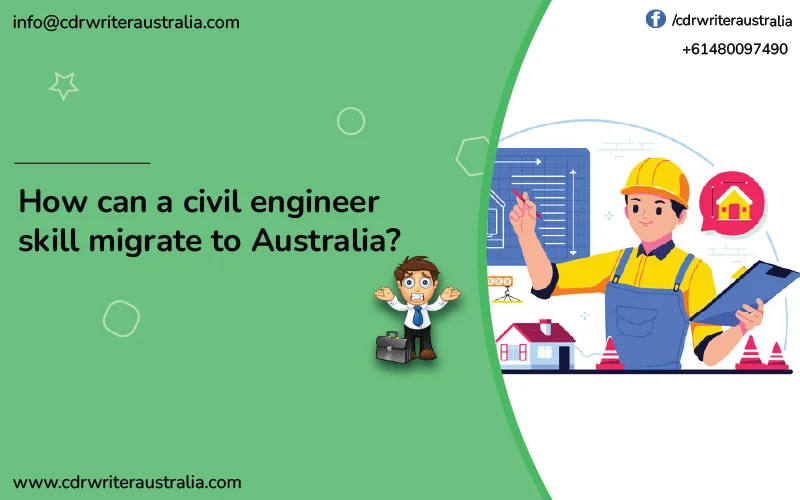 info@cdrwriteraustralia.com
/cdrwriteraustralia
+61480097490
How can a civil engineer
skill migrate to Australia?
www.cdrwriteraustralia.com